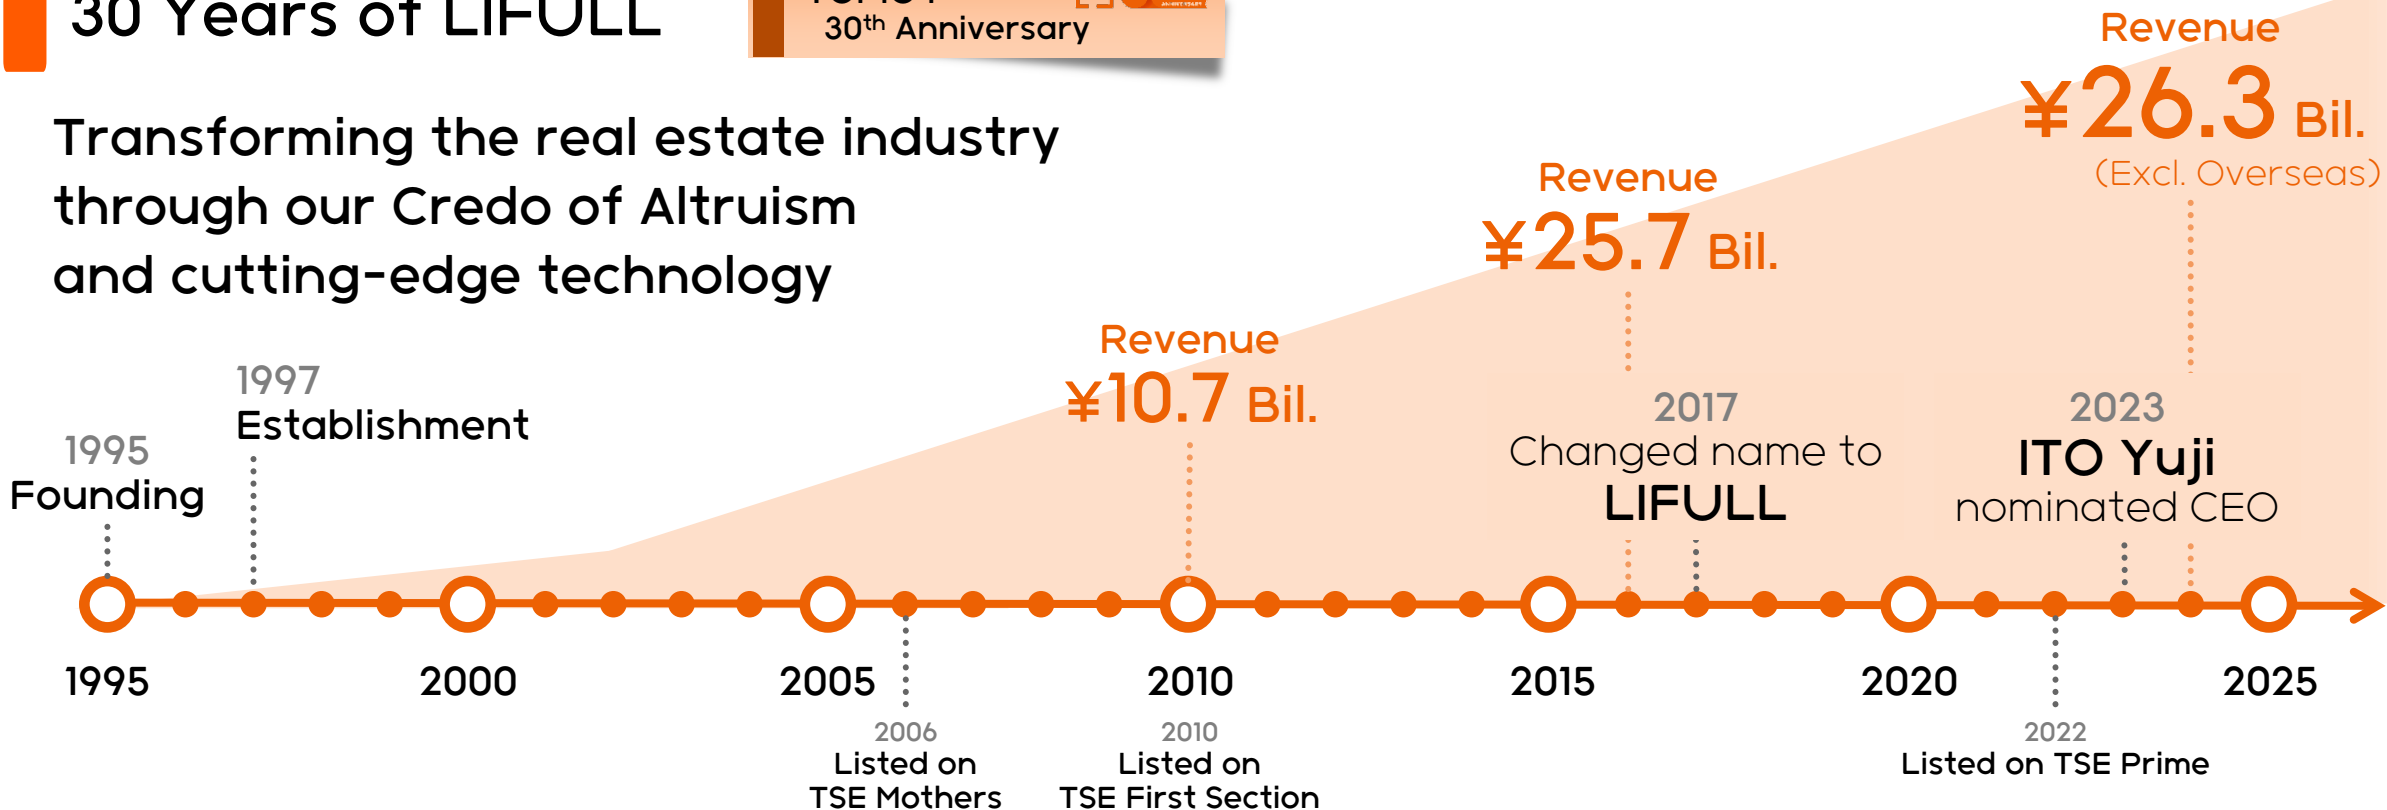 30 Years of LIFULL
30th Anniversary
Transforming the real estate industry
through our Credo of Altruism
and cutting-edge technology
Revenue
¥26.3 Bil.
(Excl. Overseas)
Revenue
¥25.7 Bil.
Revenue
¥10.7 Bil.
1997
Establishment
1995
Founding
2017
Changed name to
LIFULL
2023
ITO Yuji
nominated CEO
1995
2000
2005
2010
2015
2020
2025
2006
Listed on
TSE Mothers
2010
Listed on
TSE First Section
2022
Listed on TSE Prime